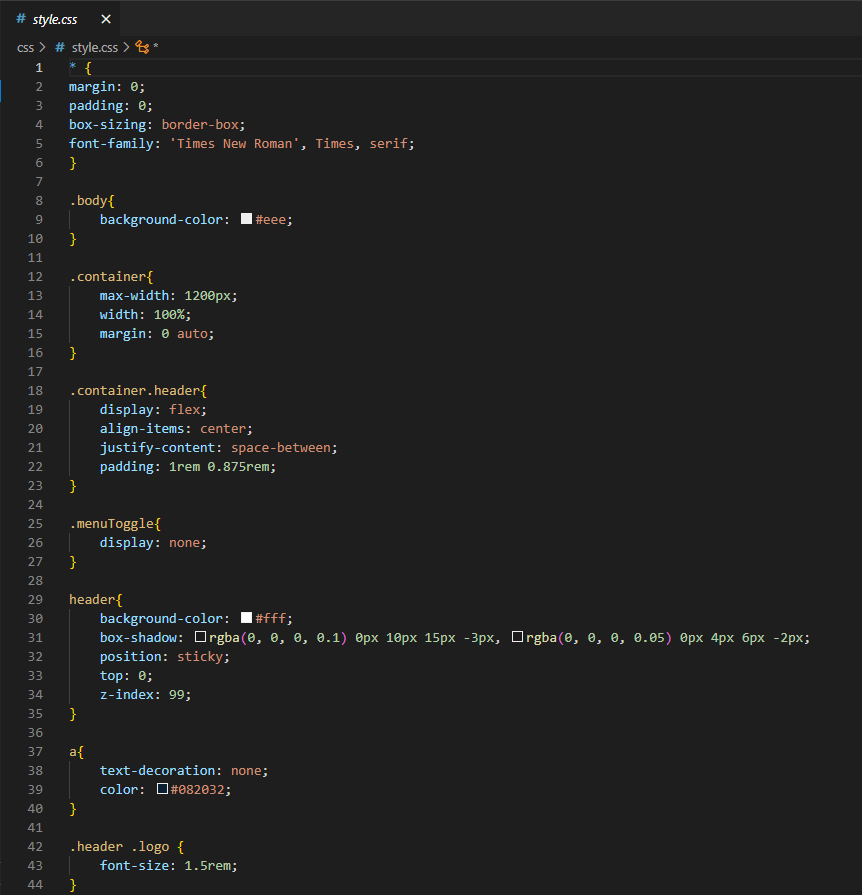 # style.css ×
css > # style.css > *
1 * {
2 margin: 0;
3 padding: 0;
4 box-sizing: border-box;
5 font-family: 'Times New Roman', Times, serif;
6 }
7
8 .body{
9     background-color: #eee;
10 }
11
12 .container{
13     max-width: 1200px;
14     width: 100%;
15     margin: 0 auto;
16 }
17
18 .container.header{
19     display: flex;
20     align-items: center;
21     justify-content: space-between;
22     padding: 1rem 0.875rem;
23 }
24
25 .menuToggle{
26     display: none;
27 }
28
29 header{
30     background-color: #fff;
31     box-shadow: rgba(0, 0, 0, 0.1) 0px 10px 15px -3px, rgba(0, 0, 0, 0.05) 0px 4px 6px -2px;
32     position: sticky;
33     top: 0;
34     z-index: 99;
35 }
36
37 a{
38     text-decoration: none;
39     color: #082032;
40 }
41
42 .header .logo {
43     font-size: 1.5rem;
44 }